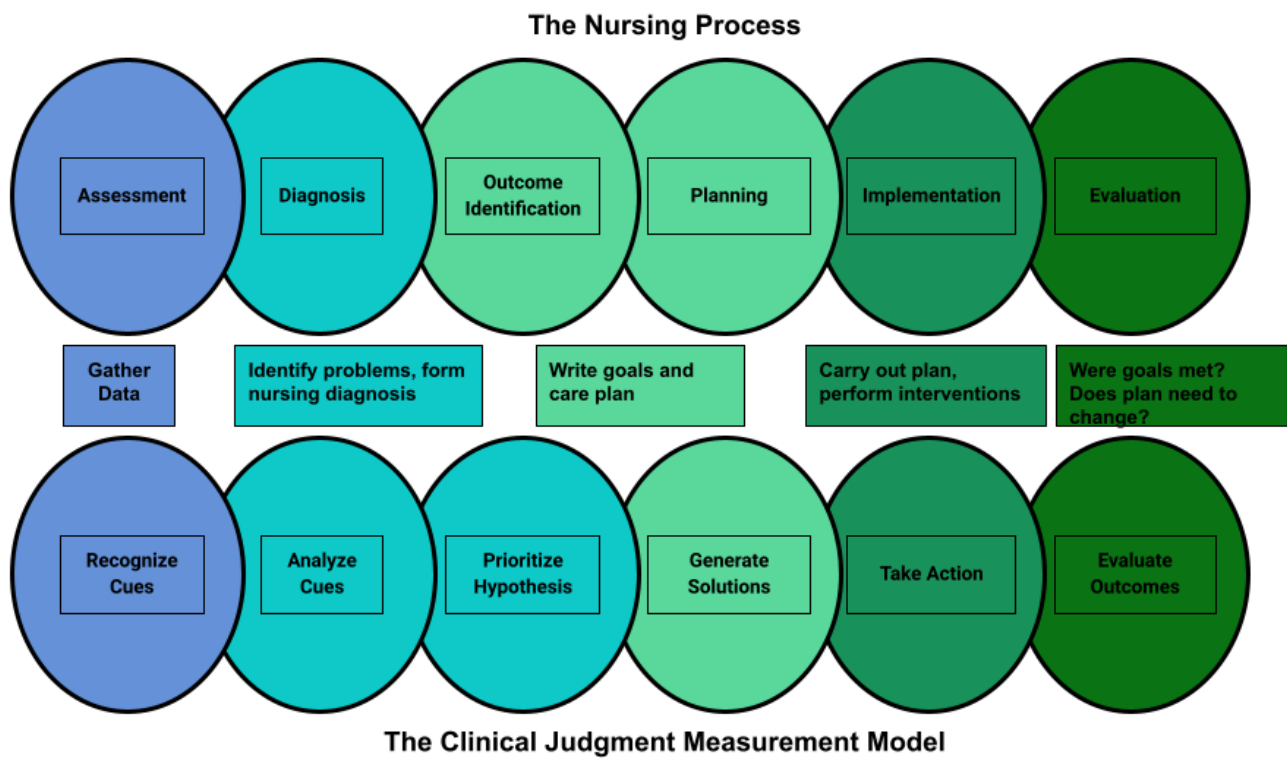 The Nursing Process
Assessment
Diagnosis
Outcome
Identification
Planning
Implementation
Evaluation
Gather
Data
Identify problems, form
nursing diagnosis
Write goals and
care plan
Carry out plan,
perform interventions
Were goals met?
Does plan need to
change?
Recognize
Cues
Analyze
Cues
Prioritize
Hypothesis
Generate
Solutions
Take Action
Evaluate
Outcomes
The Clinical Judgment Measurement Model